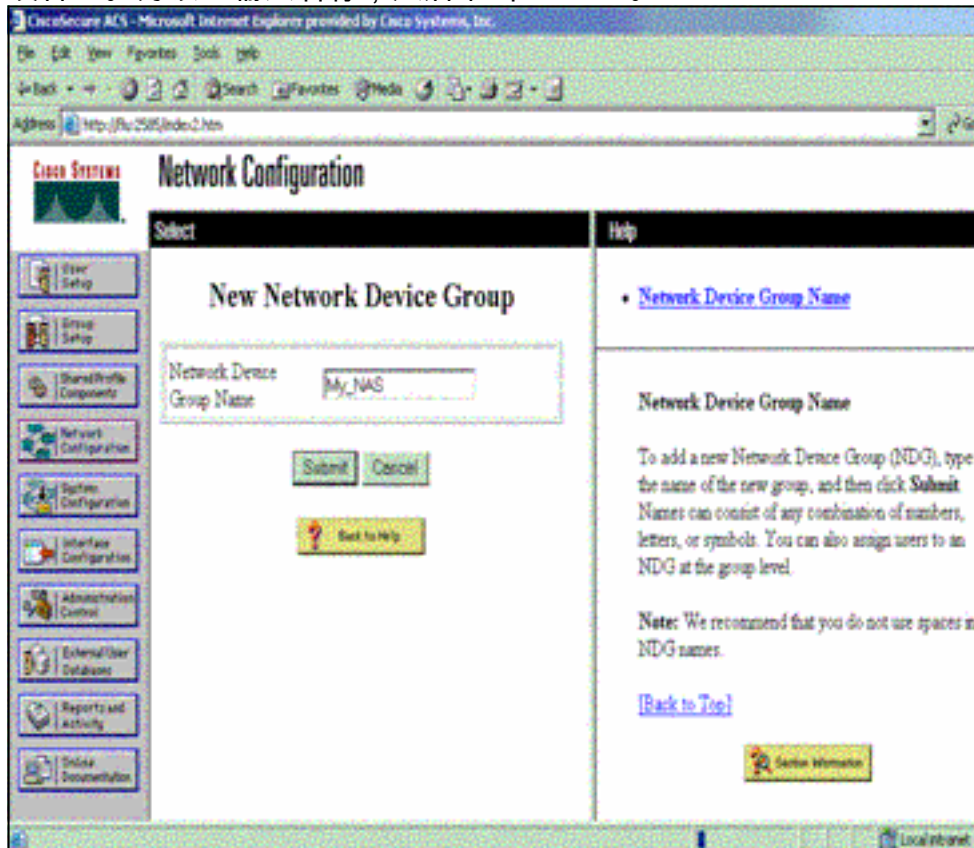 CiscoSecure ACS - Microsoft Internet Explorer provided by Cisco Systems, Inc.
File Edit View Favorites Tools Help
Back Search Favorites Media
Address
CISCO SYSTEMS
Network Configuration
Select
Help
User Setup
Group Setup
Shared Profile Components
Network Configuration
System Configuration
Interface Configuration
Administration Control
External User Databases
Reports and Activity
Online Documentation
New Network Device Group
Network Device
Group Name
My_NAS
Submit Cancel
Back to Help
• Network Device Group Name
Network Device Group Name
To add a new Network Device Group (NDG), type
the name of the new group, and then click Submit
Names can consist of any combination of numbers,
letters, or symbols. You can also assign users to an
NDG at the group level.
Note: We recommend that you do not use spaces in
NDG names.
[Back to Top]
Section Information
Local intranet